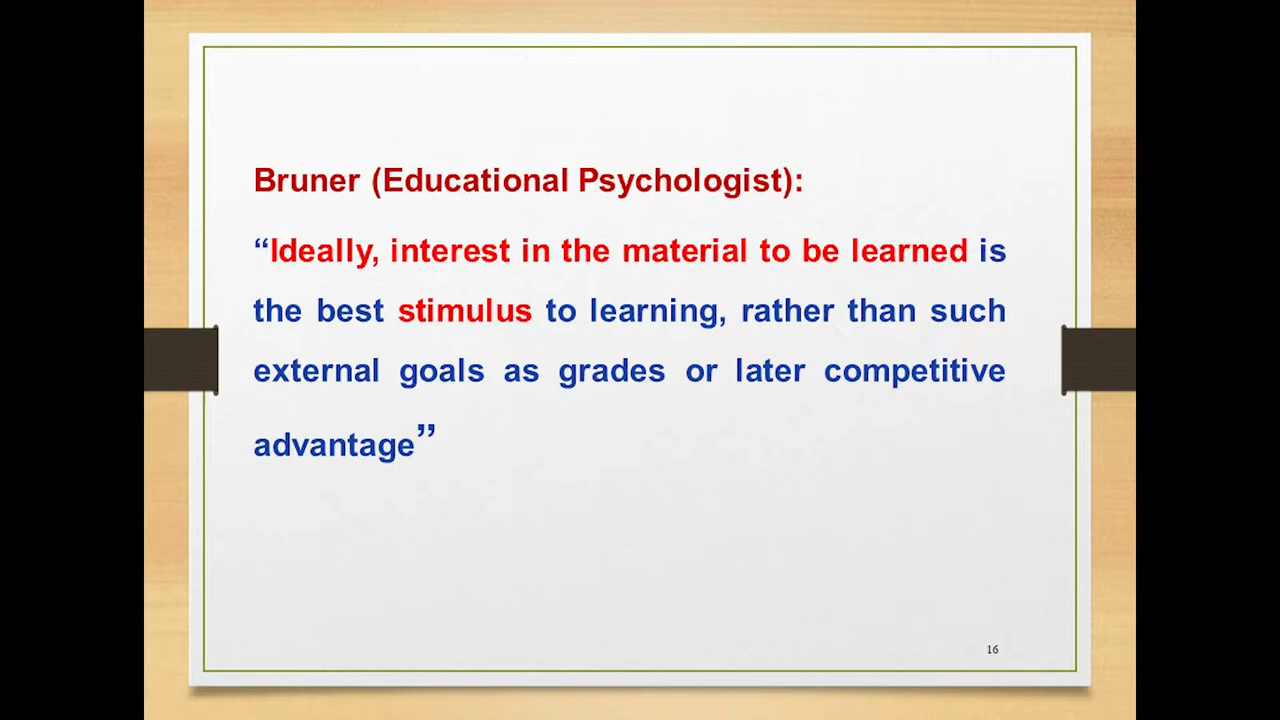 Bruner (Educational Psychologist):
“Ideally, interest in the material to be learned is
the best stimulus to learning, rather than such
external goals as grades or later competitive
advantage”
16